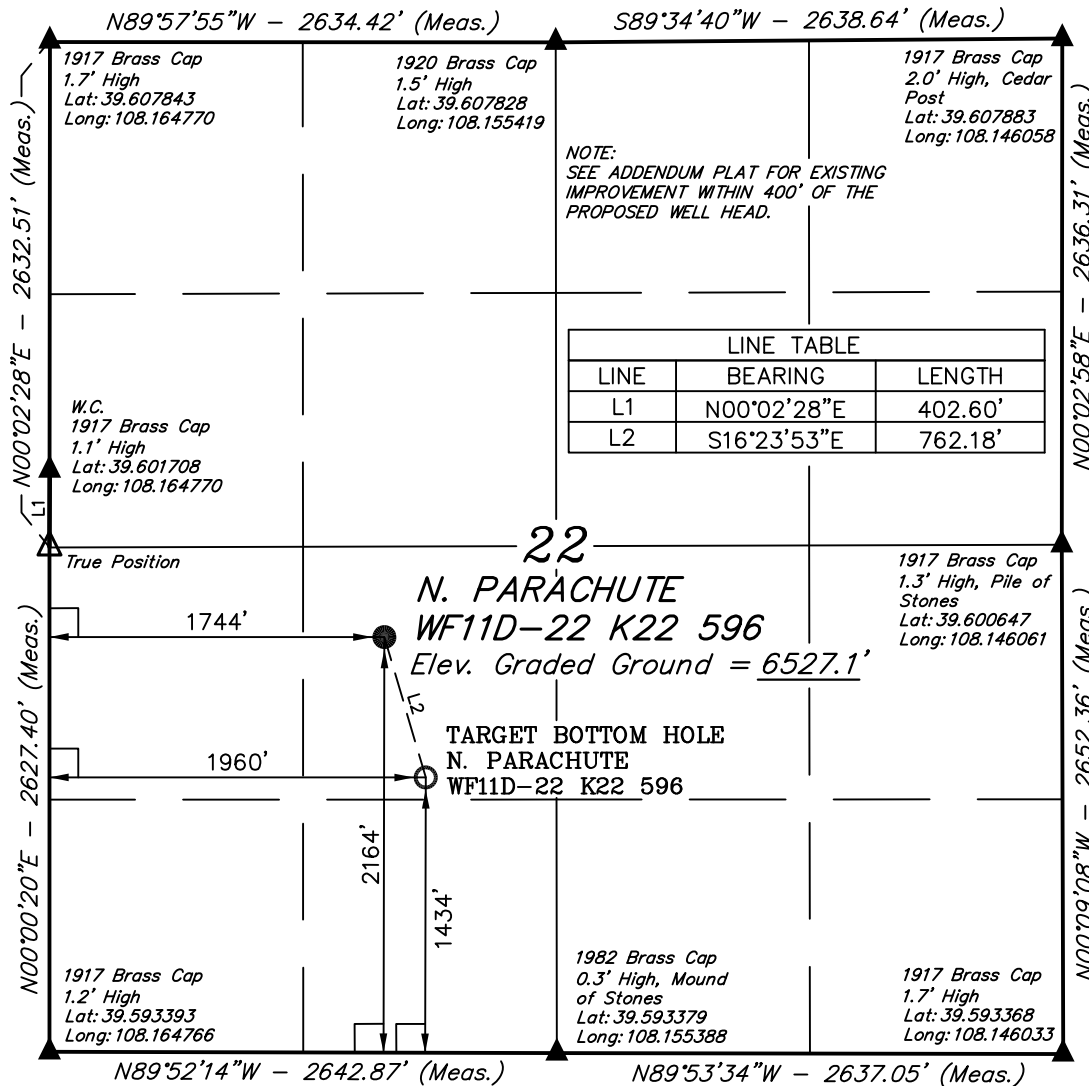 N89°57'55"W - 2634.42' (Meas.)
S89°34'40"W - 2638.64' (Meas.)
1917 Brass Cap
1.7' High
Lat: 39.607843
Long: 108.164770
1920 Brass Cap
1.5' High
Lat: 39.607828
Long: 108.155419
1917 Brass Cap
2.0' High, Cedar
Post
Lat: 39.607883
Long: 108.146058
NOTE:
SEE ADDENDUM PLAT FOR EXISTING
IMPROVEMENT WITHIN 400' OF THE
PROPOSED WELL HEAD.
N00°02'28"E - 2632.51' (Meas.)
N00°02'58"E - 2636.31' (Meas.)
LINE TABLE
LINE BEARING LENGTH
L1 N00°02'28"E 402.60'
L2 S16°23'53"E 762.18'
W.C.
1917 Brass Cap
1.1' High
Lat: 39.601708
Long: 108.164770
L1
True Position
22
N. PARACHUTE
WF11D-22 K22 596
Elev. Graded Ground = 6527.1'
1917 Brass Cap
1.3' High, Pile of
Stones
Lat: 39.600647
Long: 108.146061
1744'
L2
TARGET BOTTOM HOLE
N. PARACHUTE
WF11D-22 K22 596
1960'
2164'
1434'
N00°00'20"E - 2627.40' (Meas.)
N00°09'08"W - 2652.36' (Meas.)
1917 Brass Cap
1.2' High
Lat: 39.593393
Long: 108.164766
1982 Brass Cap
0.3' High, Mound
of Stones
Lat: 39.593379
Long: 108.155388
1917 Brass Cap
1.7' High
Lat: 39.593368
Long: 108.146033
N89°52'14"W - 2642.87' (Meas.)
N89°53'34"W - 2637.05' (Meas.)